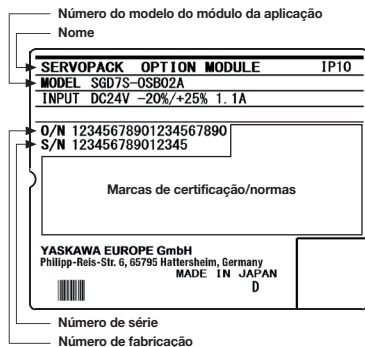 Número do modelo do módulo da aplicação
Nome
SERVOPACK OPTION MODULE IP10
MODEL SGD7S-OSB02A
INPUT DC24V -20%/+25% 1.1A
O/N 12345678901234567890
S/N 123456789012345
Marcas de certificação/normas
YASKAWA EUROPE GmbH
Philipp-Reis-Str. 6, 65795 Hattersheim, Germany
MADE IN JAPAN
D
Número de série
Número de fabricação